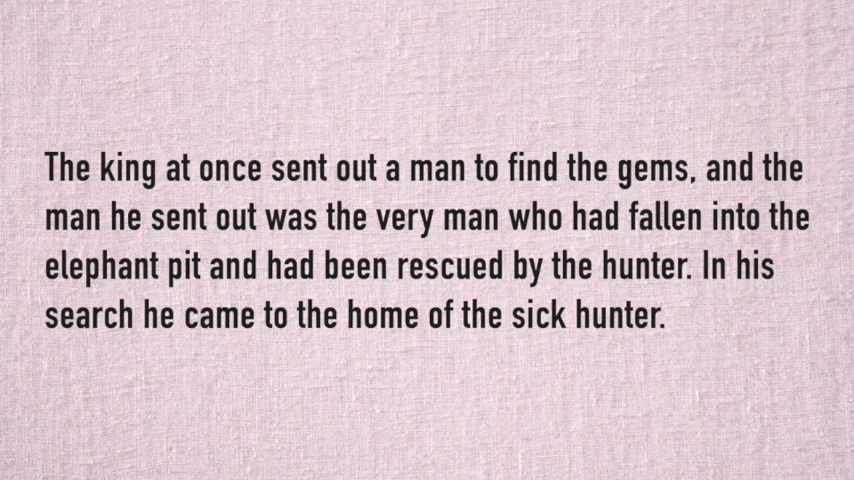 The king at once sent out a man to find the gems, and the
man he sent out was the very man who had fallen into the
elephant pit and had been rescued by the hunter. In his
search he came to the home of the sick hunter.